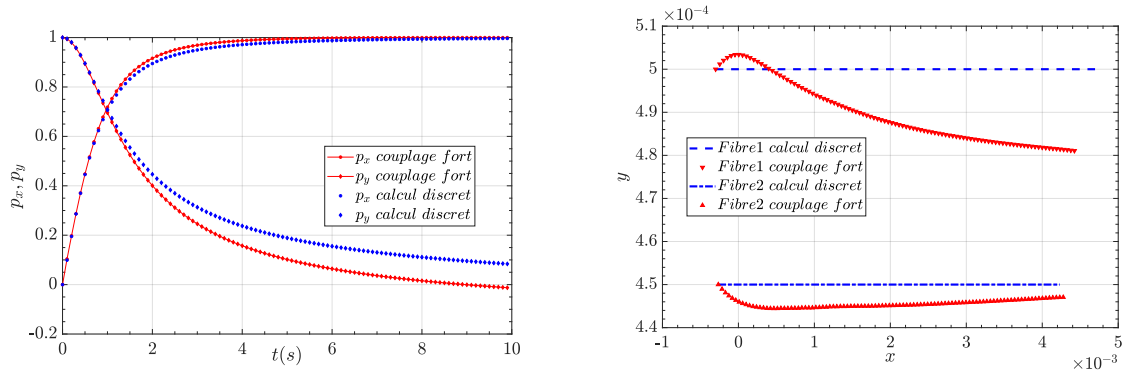 1
0.8
0.6
0.4
0.2
0
-0.2
p_x, p_y
0 2 4 6 8 10
t(s)
p_x couplage fort
p_y couplage fort
p_x calcul discret
p_y calcul discret
×10⁻⁴
5.1
5
4.9
4.8
4.7
4.6
4.5
4.4
y
-1 0 1 2 3 4 5
x
×10⁻³
Fibre1 calcul discret
Fibre1 couplage fort
Fibre2 calcul discret
Fibre2 couplage fort